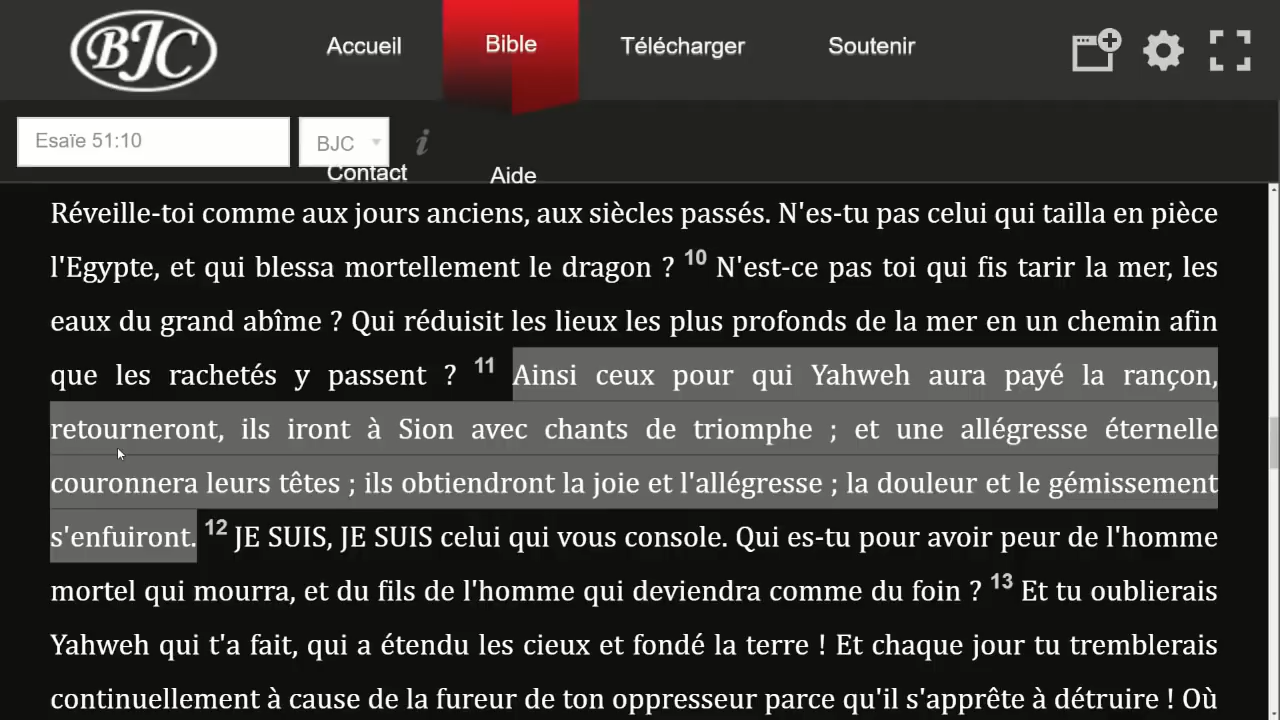 BJC
Accueil
Bible
Télécharger
Soutenir
Esaïe 51:10
BJC
i
Contact
Aide
Réveille-toi comme aux jours anciens, aux siècles passés. N'es-tu pas celui qui tailla en pièce
l'Egypte, et qui blessa mortellement le dragon ? 10 N'est-ce pas toi qui fis tarir la mer, les
eaux du grand abîme ? Qui réduisit les lieux les plus profonds de la mer en un chemin afin
que les rachetés y passent ? 11 Ainsi ceux pour qui Yahweh aura payé la rançon,
retourneront, ils iront à Sion avec chants de triomphe ; et une allégresse éternelle
couronnera leurs têtes ; ils obtiendront la joie et l'allégresse ; la douleur et le gémissement
s'enfuiront. 12 JE SUIS, JE SUIS celui qui vous console. Qui es-tu pour avoir peur de l'homme
mortel qui mourra, et du fils de l'homme qui deviendra comme du foin ? 13 Et tu oublierais
Yahweh qui t'a fait, qui a étendu les cieux et fondé la terre ! Et chaque jour tu tremblerais
continuellement à cause de la fureur de ton oppresseur parce qu'il s'apprête à détruire ! Où